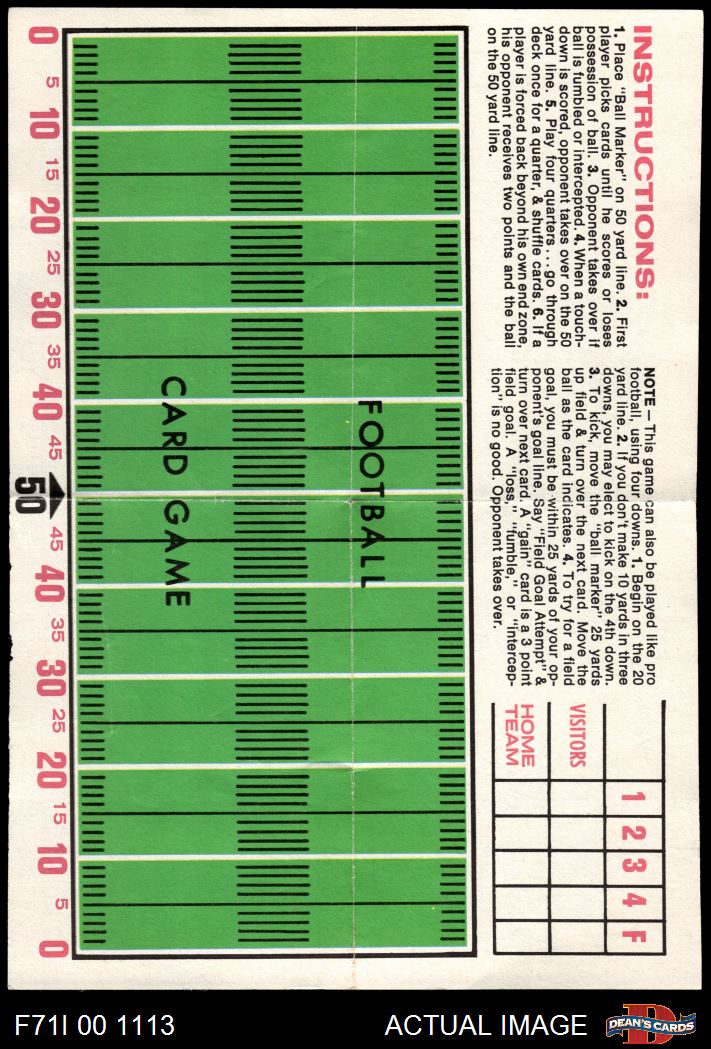 INSTRUCTIONS:
1. Place "Ball Marker" on 50 yard line. 2. First
player picks cards until he scores or loses
possession of ball. 3. Opponent takes over if
ball is fumbled or intercepted. 4. When a touch-
down is scored, opponent takes over on the 50
yard line. 5. Play four quarters...go through
deck once for a quarter, & shuffle cards. 6. If a
player is forced back beyond his own end zone,
his opponent receives two points and the ball
on the 50 yard line.
NOTE — This game can also be played like pro
football, using four downs. 1. Begin on the 20
yard line. 2. If you don't make 10 yards in three
downs, you may elect to kick on the 4th down.
3. To kick, move the "ball marker" 25 yards
up field & turn over the next card. Move the
ball as the card indicates. 4. To try for a field
goal, you must be within 25 yards of your op-
ponent's goal line. Say "Field Goal Attempt" &
turn over next card. A "gain" card is a 3 point
field goal. A "loss," "fumble," or "intercep-
tion" is no good. Opponent takes over.
1 2 3 4 F
VISITORS
HOME
TEAM
FOOTBALL
CARD GAME
0 5 10 15 20 25 30 35 40 45 50 45 40 35 30 25 20 15 10 5 0
F71I 00 1113
ACTUAL IMAGE
D
DEAN'S CARDS